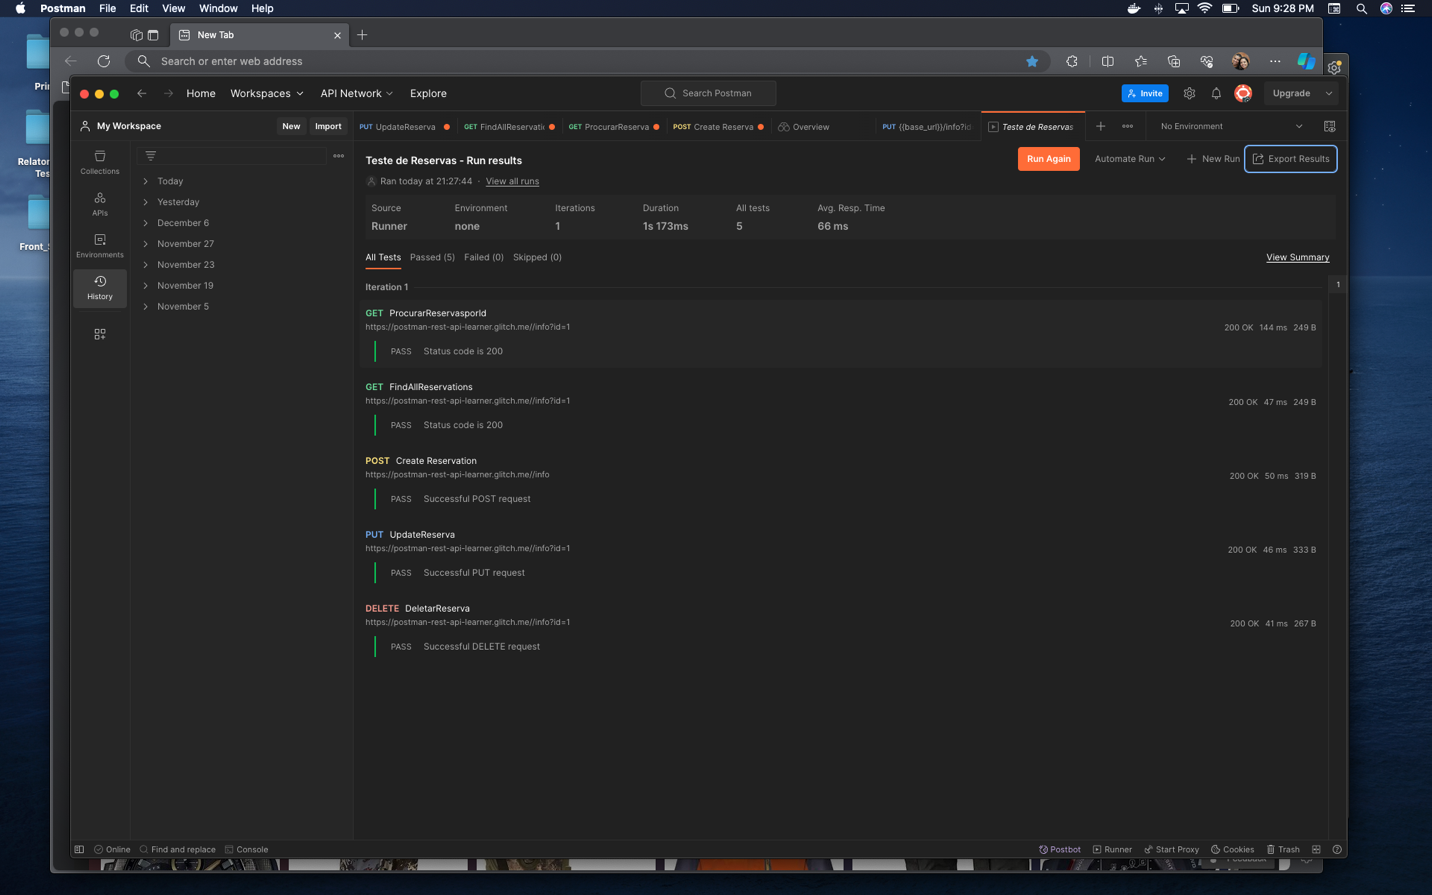 Postman File Edit View Window Help
Sun 9:28 PM
New Tab
Search or enter web address
Home Workspaces API Network Explore
Search Postman
Invite
Upgrade
My Workspace
New Import
PUT UpdateReserva
GET FindAllReservatic
GET ProcurarReserva
POST Create Reserva
Overview
PUT {{base_url}}/info?id
Teste de Reservas
No Environment
Collections
APIs
Environments
History
Today
Yesterday
December 6
November 27
November 23
November 19
November 5
Teste de Reservas - Run results
Run Again
Automate Run
New Run
Export Results
Ran today at 21:27:44 · View all runs
Source Environment Iterations Duration All tests Avg. Resp. Time
Runner none 1 1s 173ms 5 66 ms
All Tests Passed (5) Failed (0) Skipped (0)
View Summary
Iteration 1
1
GET ProcurarReservasporId
https://postman-rest-api-learner.glitch.me//info?id=1
200 OK 144 ms 249 B
PASS Status code is 200
GET FindAllReservations
https://postman-rest-api-learner.glitch.me//info?id=1
200 OK 47 ms 249 B
PASS Status code is 200
POST Create Reservation
https://postman-rest-api-learner.glitch.me//info
200 OK 50 ms 319 B
PASS Successful POST request
PUT UpdateReserva
https://postman-rest-api-learner.glitch.me//info?id=1
200 OK 46 ms 333 B
PASS Successful PUT request
DELETE DeletarReserva
https://postman-rest-api-learner.glitch.me//info?id=1
200 OK 41 ms 267 B
PASS Successful DELETE request
Online Find and replace Console
Postbot Runner Start Proxy Cookies Trash
Prin
Relator
Tes
Front_S